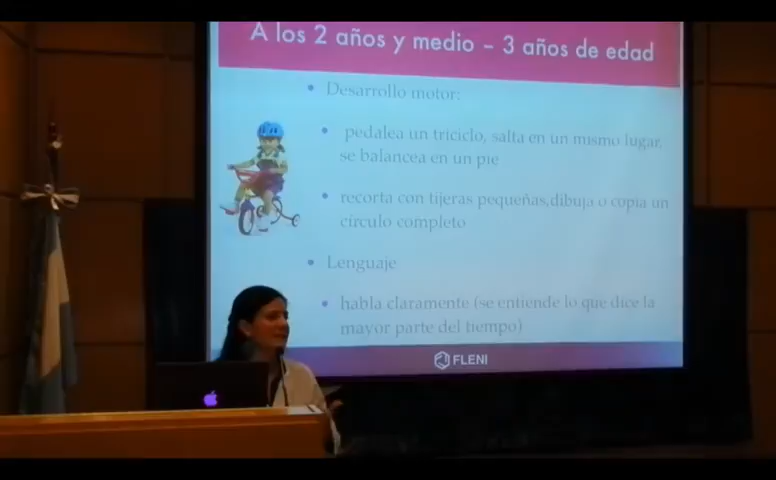 A los 2 años y medio – 3 años de edad
• Desarrollo motor:
• pedalea un triciclo, salta en un mismo lugar,
se balancea en un pie
• recorta con tijeras pequeñas,dibuja o copia un
círculo completo
• Lenguaje
• habla claramente (se entiende lo que dice la
mayor parte del tiempo)
FLENI